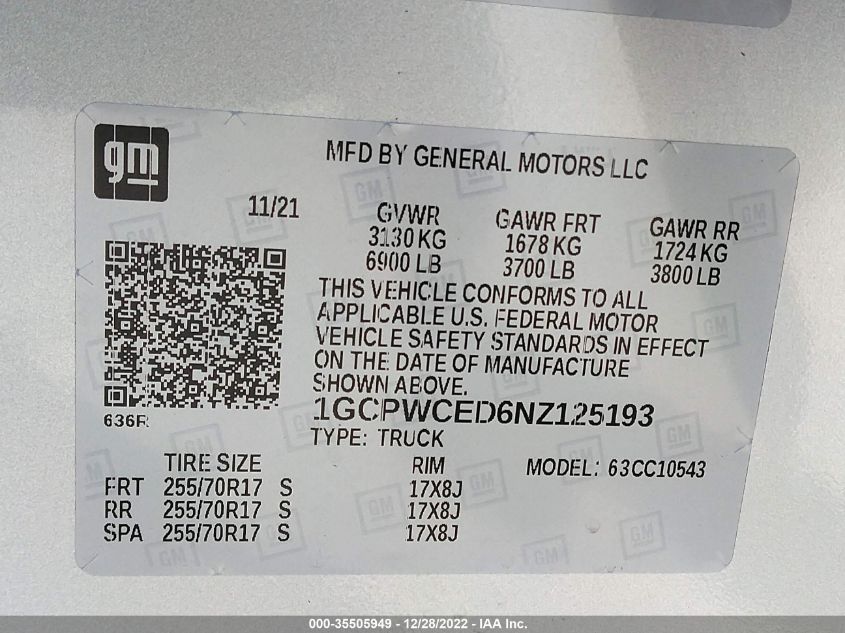 gm
MFD BY GENERAL MOTORS LLC
11/21
GVWR GAWR FRT GAWR RR
3130 KG 1678 KG 1724 KG
6900 LB 3700 LB 3800 LB
THIS VEHICLE CONFORMS TO ALL
APPLICABLE U.S. FEDERAL MOTOR
VEHICLE SAFETY STANDARDS IN EFFECT
ON THE DATE OF MANUFACTURE
SHOWN ABOVE.
636R
1GCPWCED6NZ125193
TYPE: TRUCK
TIRE SIZE RIM MODEL: 63CC10543
FRT 255/70R17 S 17X8J
RR 255/70R17 S 17X8J
SPA 255/70R17 S 17X8J
000-35505949 - 12/28/2022 - IAA Inc.